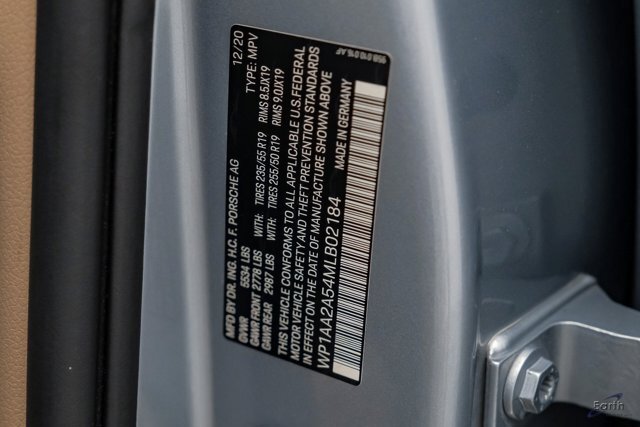 MFD BY DR. ING. H.C. F. PORSCHE AG 12/20
GVWR 5534 LBS TYPE: MPV
GAWR FRONT 2778 LBS WITH: TIRES 235/55 R19 RIMS 8.5JX19
GAWR REAR 2987 LBS WITH: TIRES 255/50 R19 RIMS 9.0JX19
THIS VEHICLE CONFORMS TO ALL APPLICABLE U.S. FEDERAL
MOTOR VEHICLE SAFETY AND THEFT PREVENTION STANDARDS
IN EFFECT ON THE DATE OF MANUFACTURE SHOWN ABOVE
WP1AA2A54MLB02184 MADE IN GERMANY
Earth